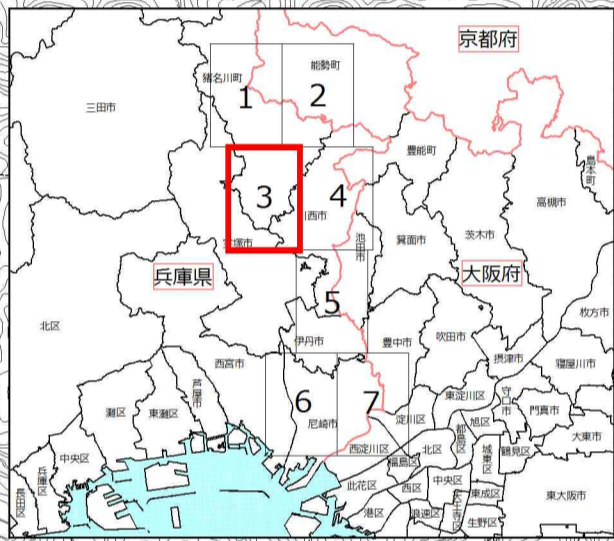 京都府
能勢町
猪名川町
1
2
三田市
豊能町
島本町
3
4
川西市
高槻市
池田市
茨木市
宝塚市
箕面市
兵庫県
大阪府
5
枚方市
北区
伊丹市
豊中市
吹田市
摂津市
寝屋川市
西宮市
芦屋市
6
7
東淀川区
守口市
門真市
灘区
東灘区
尼崎市
淀川区
旭区
都島区
大東市
西淀川区
北区
城東区
鶴見区
中央区
福島区
兵庫区
此花区
西区
中央区
東成区
東大阪市
長田区
港区
浪速区
天王寺区
生野区